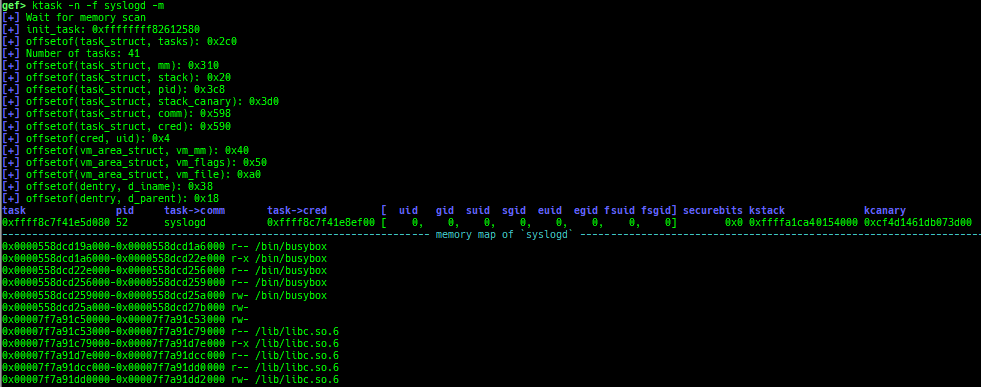 gef> ktask -n -f syslogd -m
[+] Wait for memory scan
[+] init_task: 0xffffffff82612580
[+] offsetof(task_struct, tasks): 0x2c0
[+] Number of tasks: 41
[+] offsetof(task_struct, mm): 0x310
[+] offsetof(task_struct, stack): 0x20
[+] offsetof(task_struct, pid): 0x3c8
[+] offsetof(task_struct, stack_canary): 0x3d0
[+] offsetof(task_struct, comm): 0x598
[+] offsetof(task_struct, cred): 0x590
[+] offsetof(cred, uid): 0x4
[+] offsetof(vm_area_struct, vm_mm): 0x40
[+] offsetof(vm_area_struct, vm_flags): 0x50
[+] offsetof(vm_area_struct, vm_file): 0xa0
[+] offsetof(dentry, d_iname): 0x38
[+] offsetof(dentry, d_parent): 0x18
task pid task->comm task->cred [ uid gid suid sgid euid egid fsuid fsgid] securebits kstack kcanary
0xffff8c7f41e5d080 52 syslogd 0xffff8c7f41e8ef00 [ 0, 0, 0, 0, 0, 0, 0, 0] 0x0 0xffffa1ca40154000 0xcf4d1461db073d00
memory map of `syslogd`
0x0000558dcd19a000-0x0000558dcd1a6000 r-- /bin/busybox
0x0000558dcd1a6000-0x0000558dcd22e000 r-x /bin/busybox
0x0000558dcd22e000-0x0000558dcd256000 r-- /bin/busybox
0x0000558dcd256000-0x0000558dcd259000 r-- /bin/busybox
0x0000558dcd259000-0x0000558dcd25a000 rw- /bin/busybox
0x0000558dcd25a000-0x0000558dcd27b000 rw-
0x00007f7a91c50000-0x00007f7a91c53000 rw-
0x00007f7a91c53000-0x00007f7a91c79000 r-- /lib/libc.so.6
0x00007f7a91c79000-0x00007f7a91d7e000 r-x /lib/libc.so.6
0x00007f7a91d7e000-0x00007f7a91dcc000 r-- /lib/libc.so.6
0x00007f7a91dcc000-0x00007f7a91dd0000 r-- /lib/libc.so.6
0x00007f7a91dd0000-0x00007f7a91dd2000 rw- /lib/libc.so.6